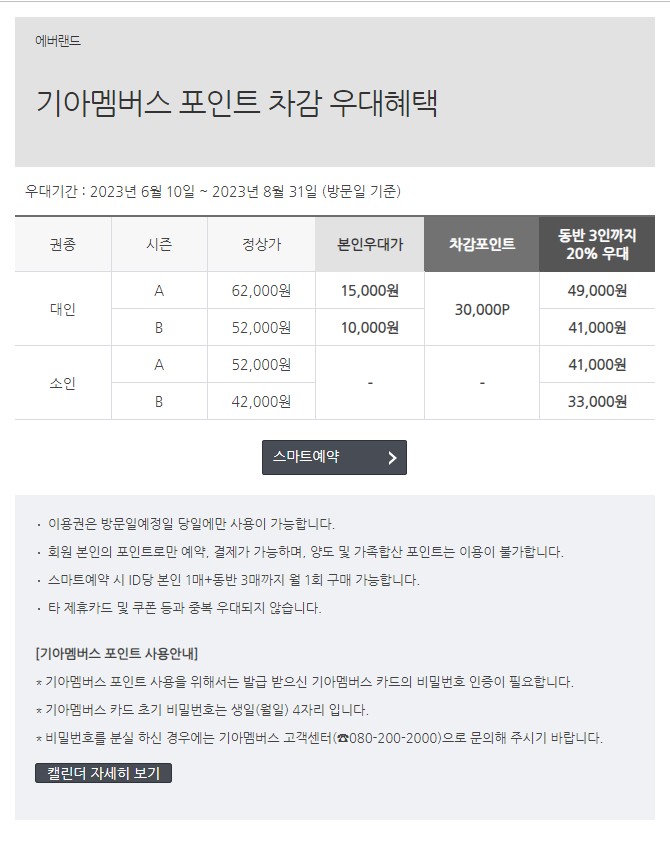 에버랜드
기아멤버스 포인트 차감 우대혜택
우대기간 : 2023년 6월 10일 ~ 2023년 8월 31일 (방문일 기준)
권종 시즌 정상가 본인우대가 차감포인트 동반 3인까지
20% 우대
대인 A 62,000원 15,000원 30,000P 49,000원
B 52,000원 10,000원 41,000원
소인 A 52,000원 - - 41,000원
B 42,000원 33,000원
스마트예약 >
· 이용권은 방문일예정일 당일에만 사용이 가능합니다.
· 회원 본인의 포인트로만 예약, 결제가 가능하며, 양도 및 가족합산 포인트는 이용이 불가합니다.
· 스마트예약 시 ID당 본인 1매+동반 3매까지 월 1회 구매 가능합니다.
· 타 제휴카드 및 쿠폰 등과 중복 우대되지 않습니다.
[기아멤버스 포인트 사용안내]
* 기아멤버스 포인트 사용을 위해서는 발급 받으신 기아멤버스 카드의 비밀번호 인증이 필요합니다.
* 기아멤버스 카드 초기 비밀번호는 생일(월일) 4자리 입니다.
* 비밀번호를 분실 하신 경우에는 기아멤버스 고객센터(☎080-200-2000)으로 문의해 주시기 바랍니다.
캘린더 자세히 보기